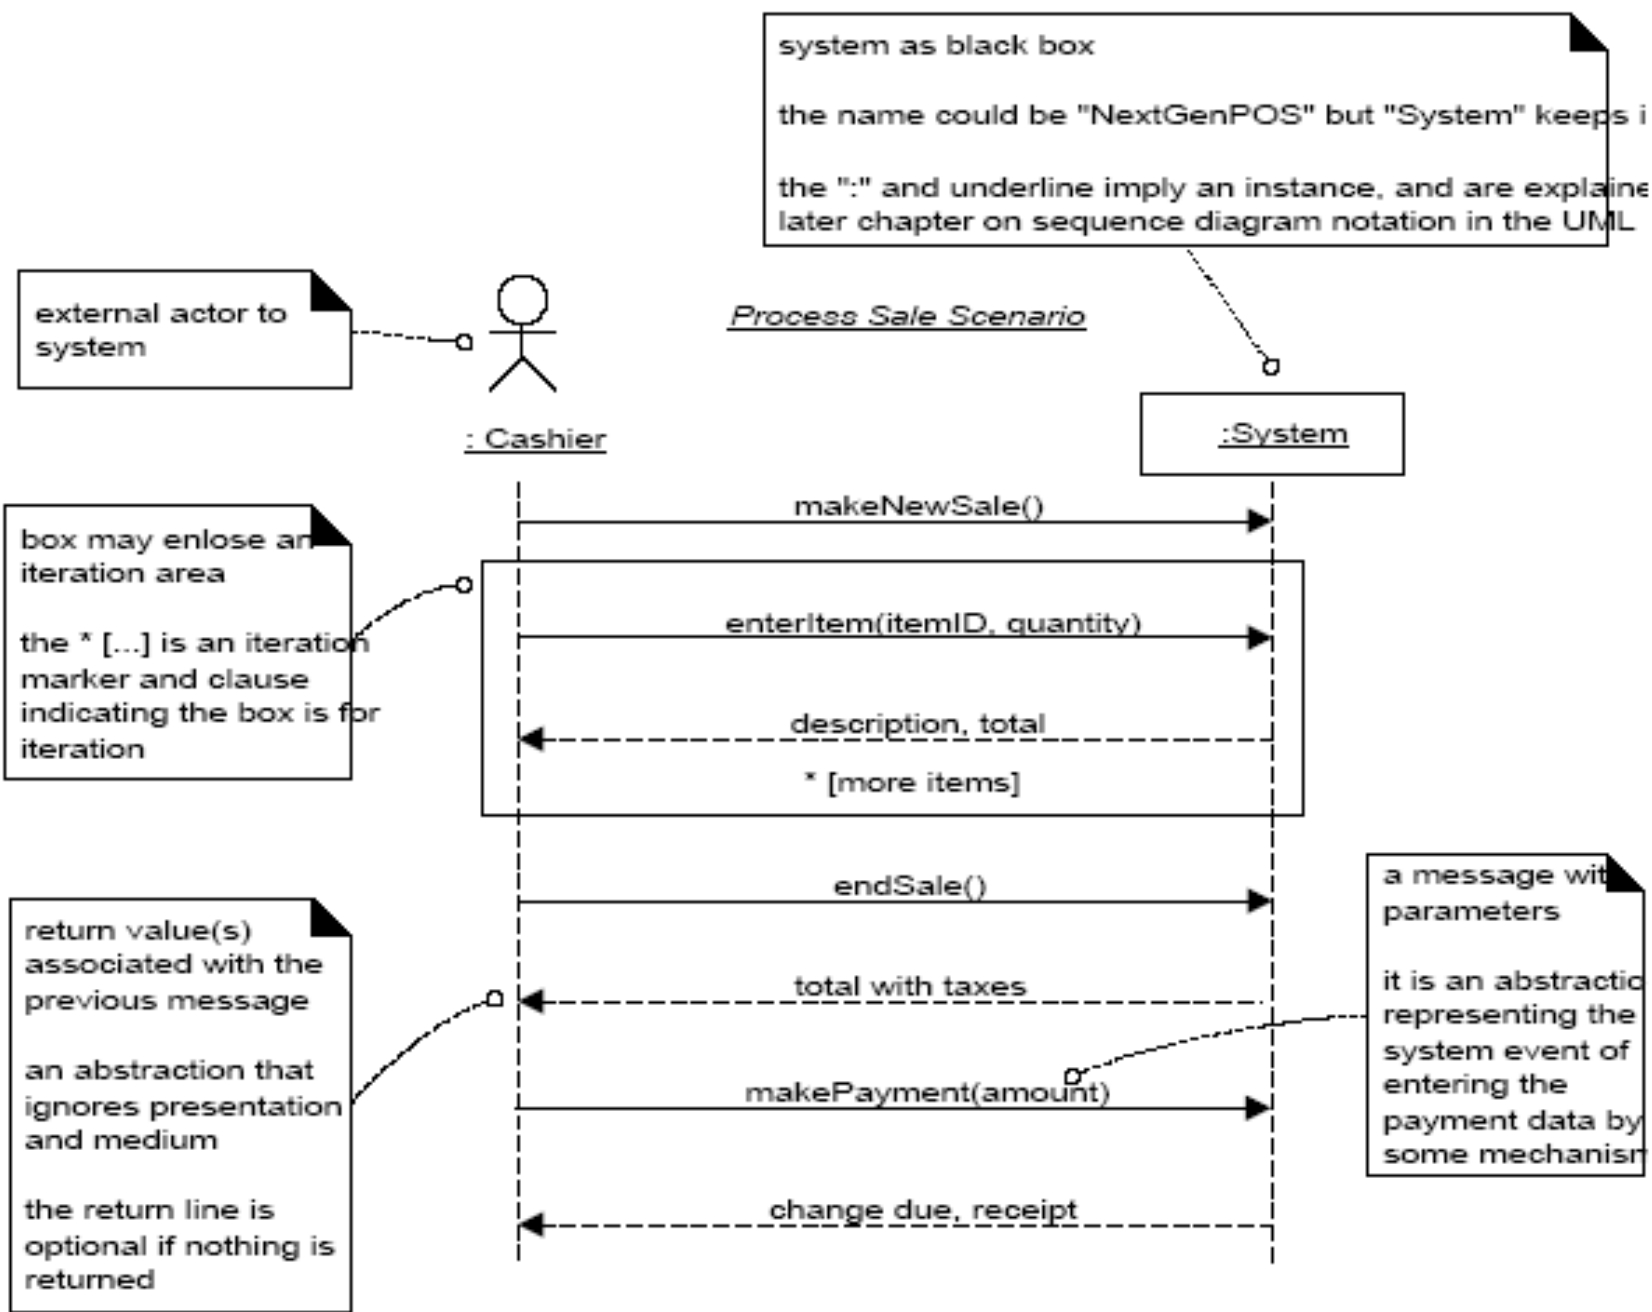 system as black box
the name could be "NextGenPOS" but "System" keeps i
the ":" and underline imply an instance, and are explaine
later chapter on sequence diagram notation in the UML
external actor to
system
Process Sale Scenario
: Cashier
:System
makeNewSale()
box may enlose an
iteration area
the * [...] is an iteration
marker and clause
indicating the box is for
iteration
enterItem(itemID, quantity)
description, total
* [more items]
endSale()
return value(s)
associated with the
previous message
an abstraction that
ignores presentation
and medium
the return line is
optional if nothing is
returned
total with taxes
a message wit
parameters
it is an abstractio
representing the
system event of
entering the
payment data by
some mechanism
makePayment(amount)
change due, receipt